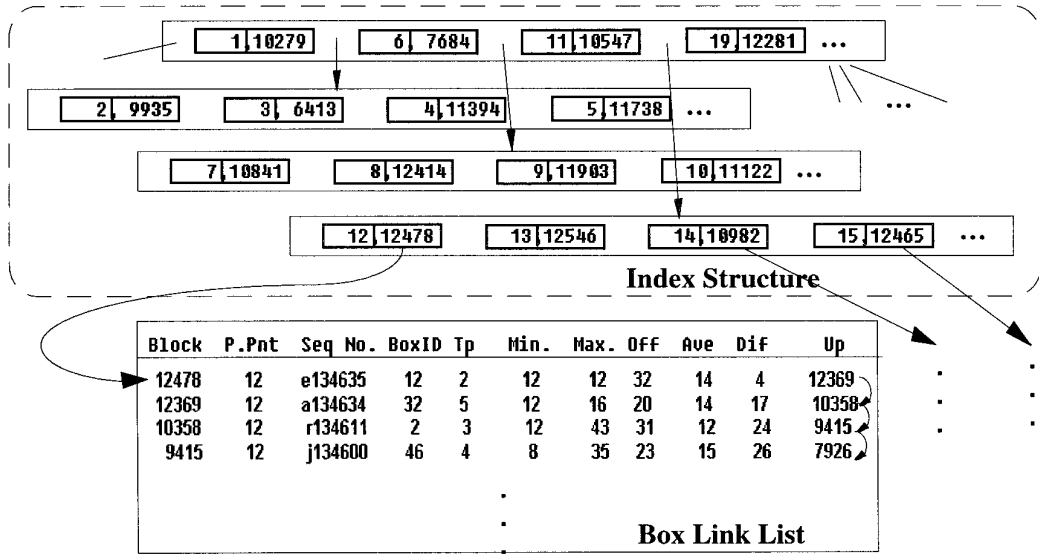 1,10279 6, 7684 11,10547 19,12281 ...
...
2, 9935 3, 6413 4,11394 5,11738 ...
7,10841 8,12414 9,11903 10,11122 ...
12,12478 13,12546 14,10982 15,12465 ...
Index Structure
Block P.Pnt Seq No. BoxID Tp Min. Max. Off Ave Dif Up
12478 12 e134635 12 2 12 12 32 14 4 12369
12369 12 a134634 32 5 12 16 20 14 17 10358
10358 12 r134611 2 3 12 43 31 12 24 9415
9415 12 j134600 46 4 8 35 23 15 26 7926
Box Link List